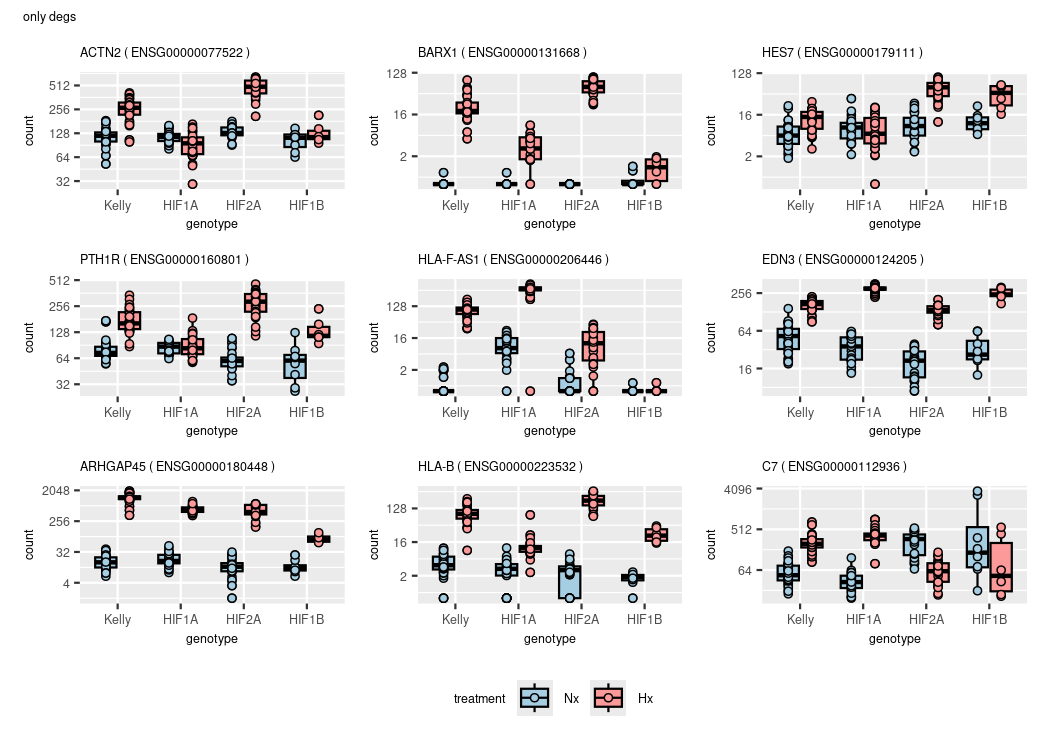 only degs
ACTN2 ( ENSG00000077522 )
BARX1 ( ENSG00000131668 )
HES7 ( ENSG00000179111 )
count
512
256
128
64
32
Kelly
HIF1A
HIF2A
HIF1B
genotype
count
128
16
2
Kelly
HIF1A
HIF2A
HIF1B
genotype
count
128
16
2
Kelly
HIF1A
HIF2A
HIF1B
genotype
PTH1R ( ENSG00000160801 )
HLA-F-AS1 ( ENSG00000206446 )
EDN3 ( ENSG00000124205 )
count
512
256
128
64
32
Kelly
HIF1A
HIF2A
HIF1B
genotype
count
128
16
2
Kelly
HIF1A
HIF2A
HIF1B
genotype
count
256
64
16
Kelly
HIF1A
HIF2A
HIF1B
genotype
ARHGAP45 ( ENSG00000180448 )
HLA-B ( ENSG00000223532 )
C7 ( ENSG00000112936 )
count
2048
256
32
4
Kelly
HIF1A
HIF2A
HIF1B
genotype
count
128
16
2
Kelly
HIF1A
HIF2A
HIF1B
genotype
count
4096
512
64
Kelly
HIF1A
HIF2A
HIF1B
genotype
treatment
Nx
Hx